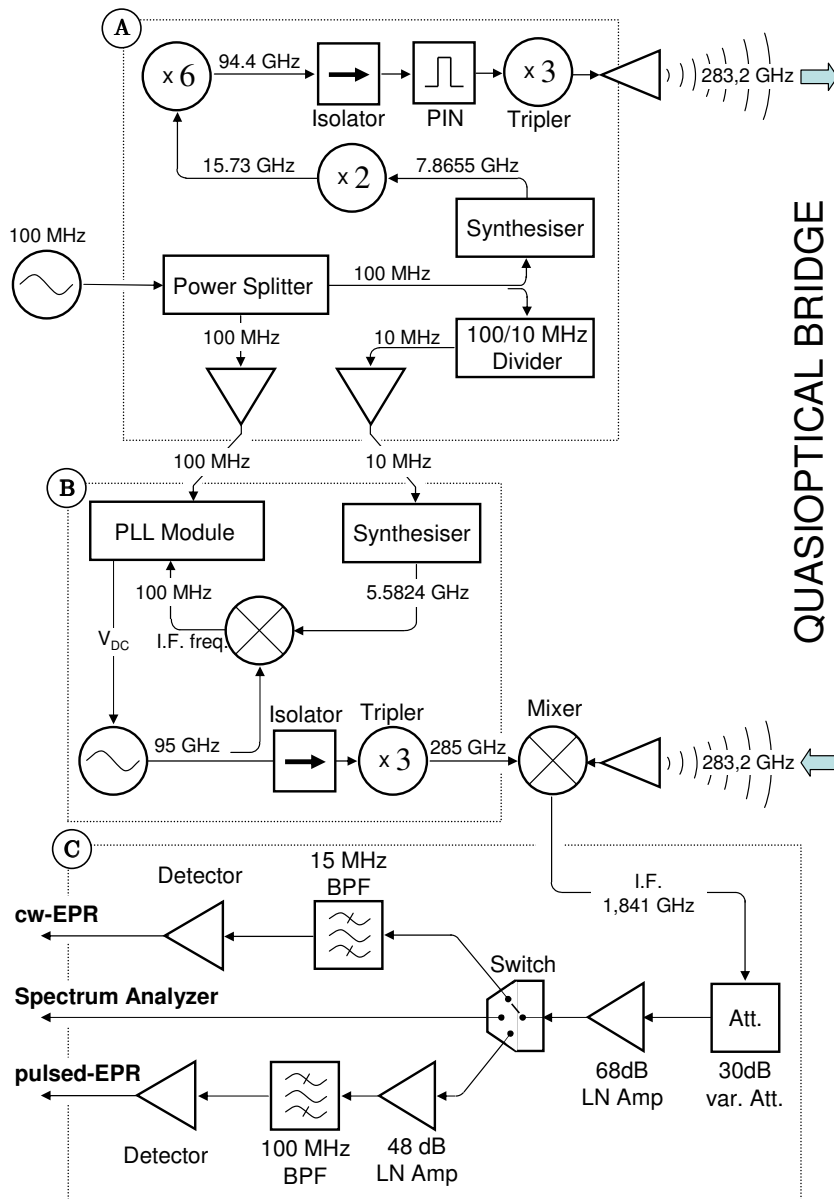 A
94.4 GHz
x 6
Isolator
PIN
x 3
Tripler
283,2 GHz
15.73 GHz
x 2
7.8655 GHz
Synthesiser
100 MHz
Power Splitter
100 MHz
100 MHz
10 MHz
100/10 MHz
Divider
QUASIOPTICAL BRIDGE
100 MHz
10 MHz
B
PLL Module
Synthesiser
100 MHz
5.5824 GHz
I.F. freq.
VDC
95 GHz
Isolator
Tripler
x 3
285 GHz
Mixer
283,2 GHz
C
I.F.
1,841 GHz
Detector
15 MHz
BPF
cw-EPR
Switch
Spectrum Analyzer
Att.
68dB
LN Amp
30dB
var. Att.
pulsed-EPR
Detector
100 MHz
BPF
48 dB
LN Amp